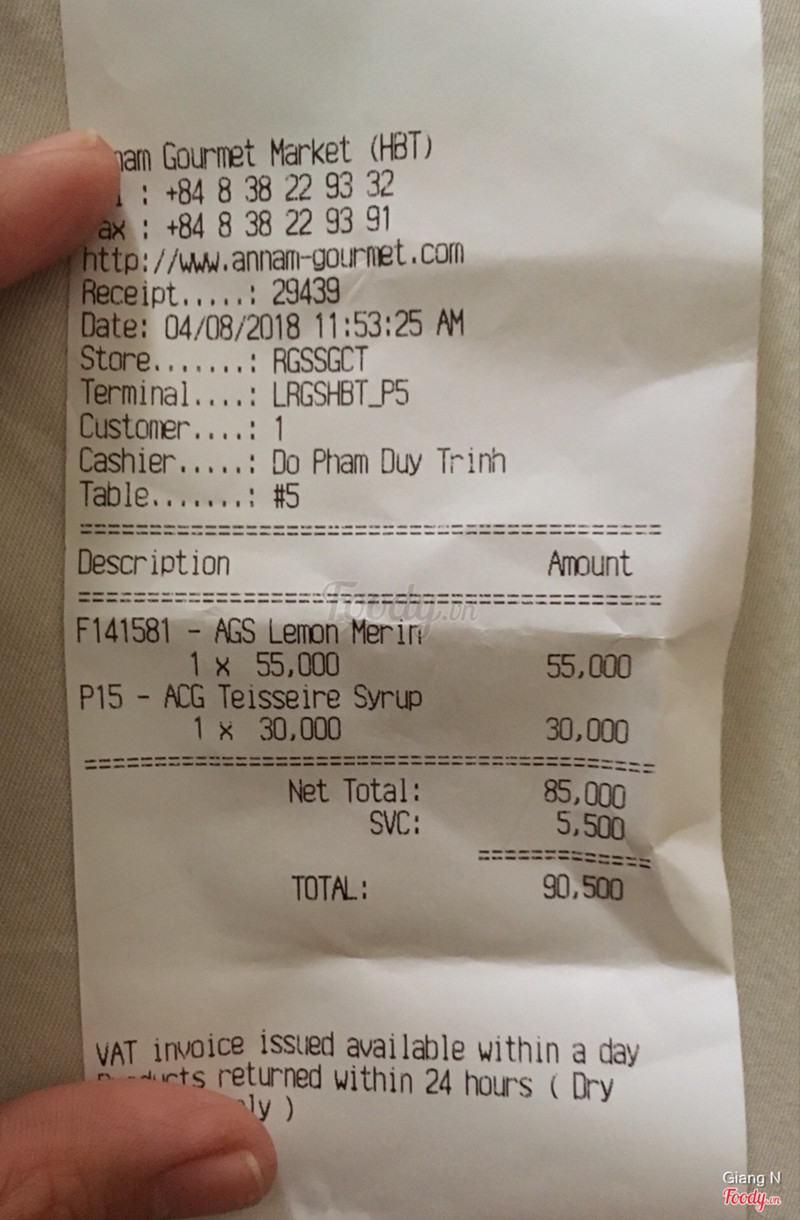 nam Gourmet Market (HBT)
: +84 8 38 22 93 32
ax : +84 8 38 22 93 91
http://www.annam-gourmet.com
Receipt.....: 29439
Date: 04/08/2018 11:53:25 AM
Store.......: RGSSGCT
Terminal....: LRGSHBT_P5
Customer....: 1
Cashier.....: Do Pham Duy Trinh
Table.......: #5
Description Amount
Foody.vn
F141581 - AGS Lemon Merin
1 x 55,000 55,000
P15 - ACG Teisseire Syrup
1 x 30,000 30,000
Net Total: 85,000
SVC: 5,500
TOTAL: 90,500
VAT invoice issued available within a day
returned within 24 hours ( Dry
ly )
Giang N
Foody.vn